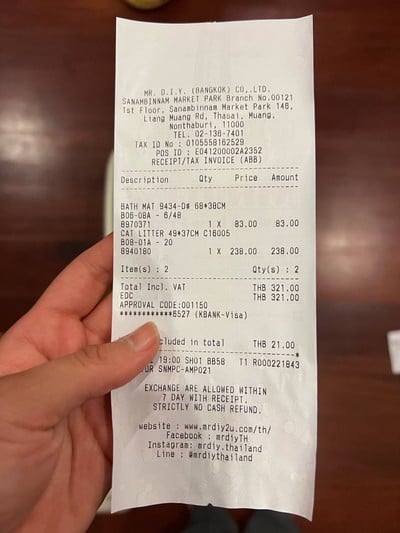 MR. D.I.Y. (BANGKOK) CO,.LTD.
SANAMBINNAM MARKET PARK Branch No.00121
1st Floor, Sanambinnam Market Park 146,
Liang Muang Rd, Thasai, Muang,
Nonthaburi, 11000
TEL. 02-136-7401
TAX ID No : 0105558162529
POS ID : E04120002A2352
RECEIPT/TAX INVOICE (ABB)
Description Qty Price Amount
BATH MAT 9434-D# 68*38CM
B06-08A - 6/48
8970371 1 X 83.00 83.00
CAT LITTER 49*37CM C16005
B08-01A - 20
8940180 1 X 238.00 238.00
Item(s) : 2 Qty(s) : 2
Total Incl. VAT THB 321.00
EDC THB 321.00
APPROVAL CODE:001150
************6527 (KBANK-Visa)
included in total THB 21.00
19:00 SH01 BB58 T1 R000221843
SNMPC-AMP021
EXCHANGE ARE ALLOWED WITHIN
7 DAY WITH RECEIPT.
STRICTLY NO CASH REFUND.
website : www.mrdiy2u.com/th/
Facebook : mrdiyTH
Instagram: mrdiy.thailand
Line : @mrdiythailand